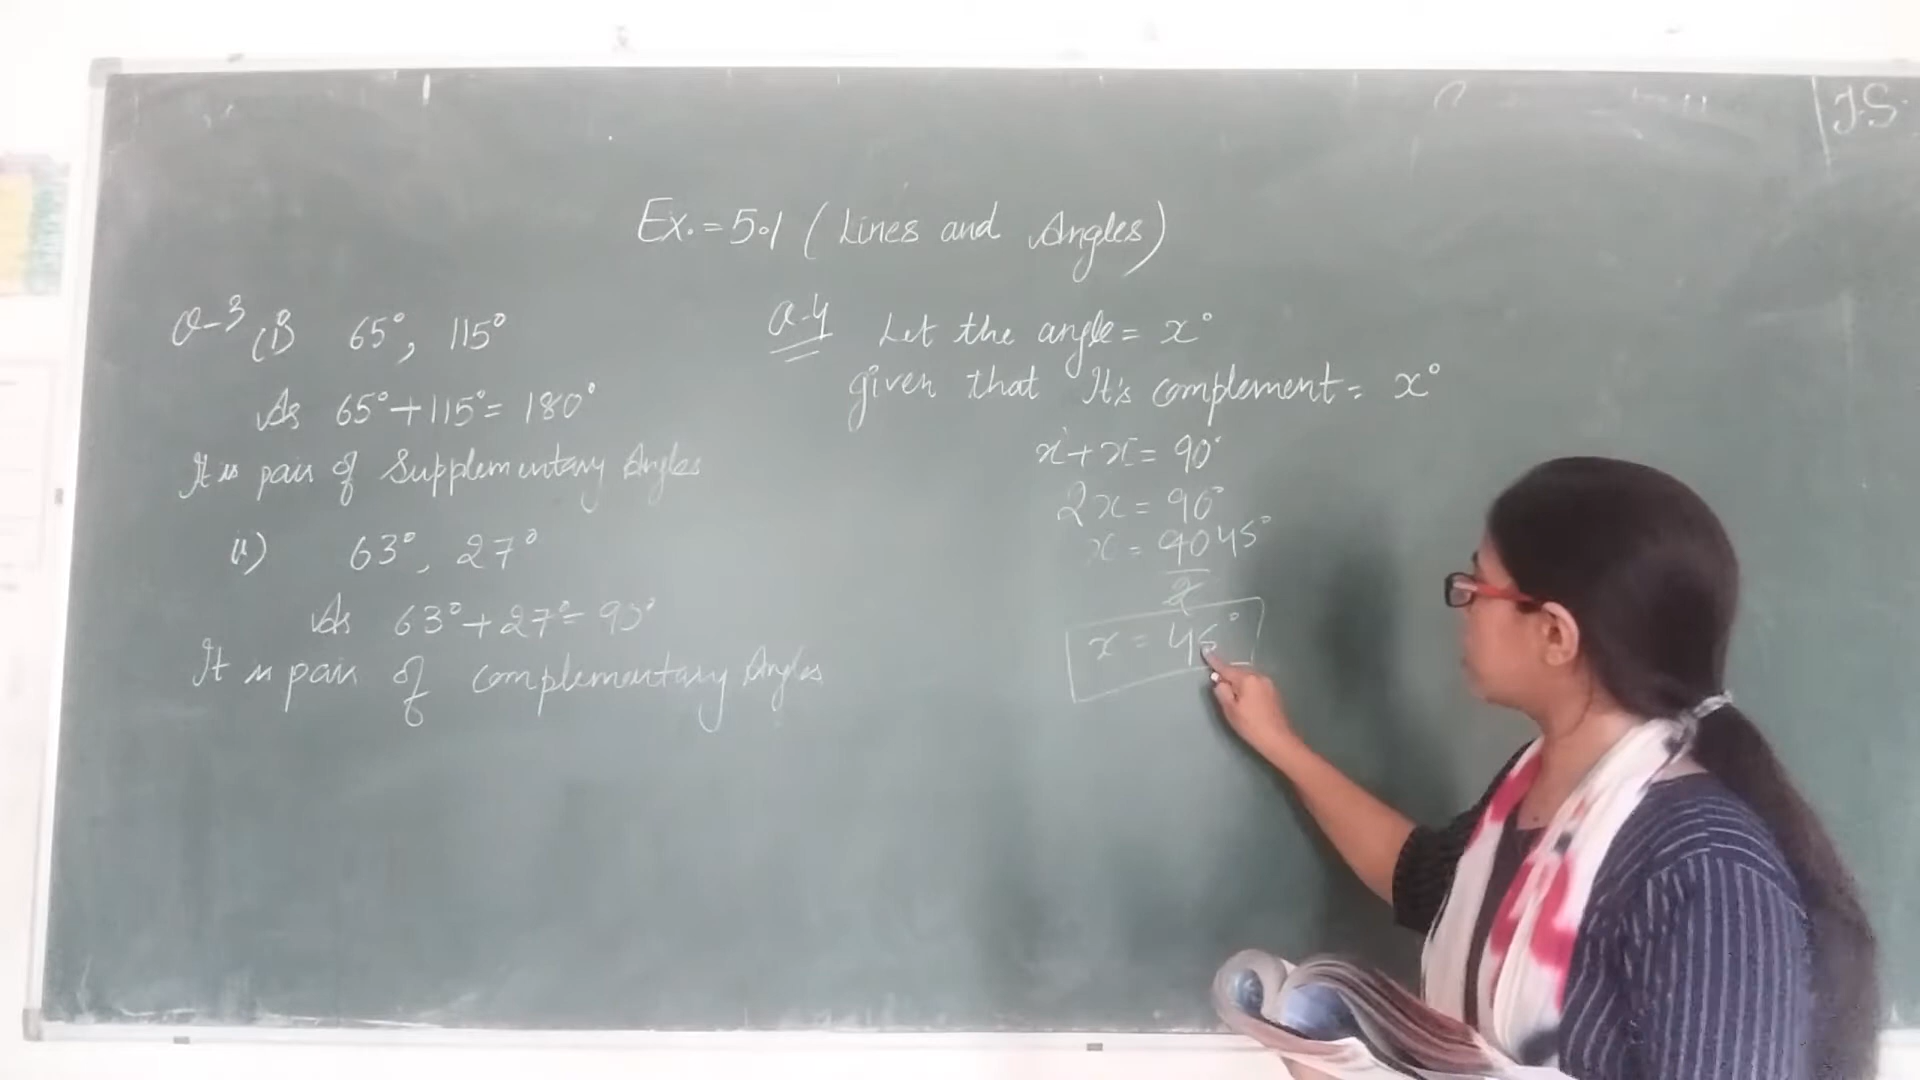 J.S.
Ex.=5.1 (Lines and Angles)
Q-3 (i) 65°, 115°
As 65°+115°=180°
It is pair of Supplementary Angles
ii) 63°, 27°
As 63°+27°=90°
It is pair of complementary Angles
Q-4 Let the angle = x°
given that It's complement = x°
x+x=90°
2x=90°
x=90 45°
2
x=45°